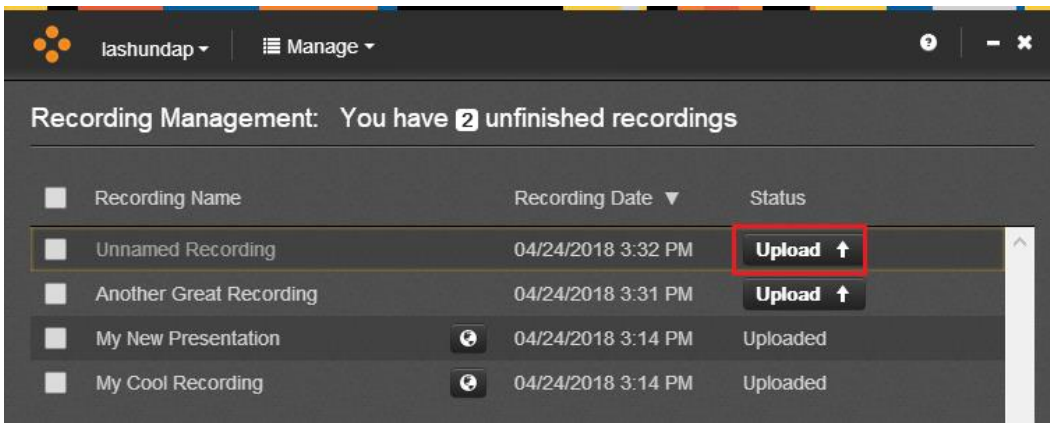 lashundap Manage
Recording Management: You have 2 unfinished recordings
Recording Name Recording Date ▼ Status
Unnamed Recording 04/24/2018 3:32 PM Upload
Another Great Recording 04/24/2018 3:31 PM Upload
My New Presentation 04/24/2018 3:14 PM Uploaded
My Cool Recording 04/24/2018 3:14 PM Uploaded